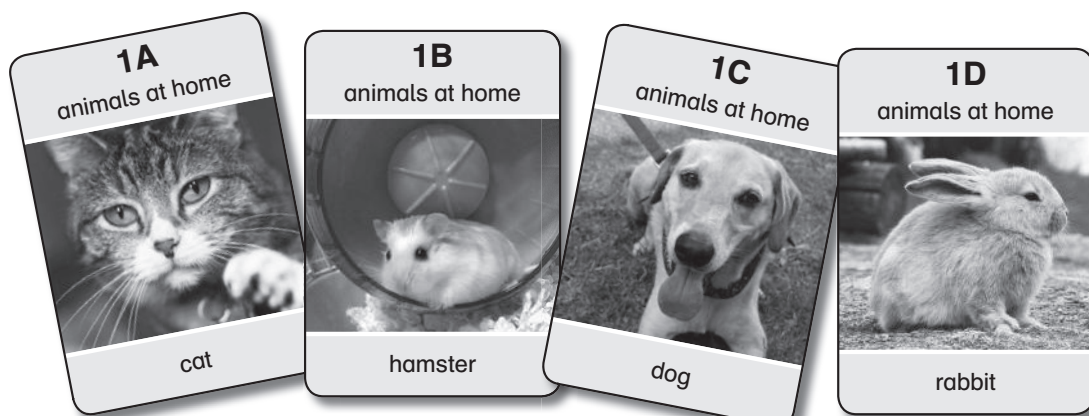 1A
animals at home
cat
1B
animals at home
hamster
1C
animals at home
dog
1D
animals at home
rabbit